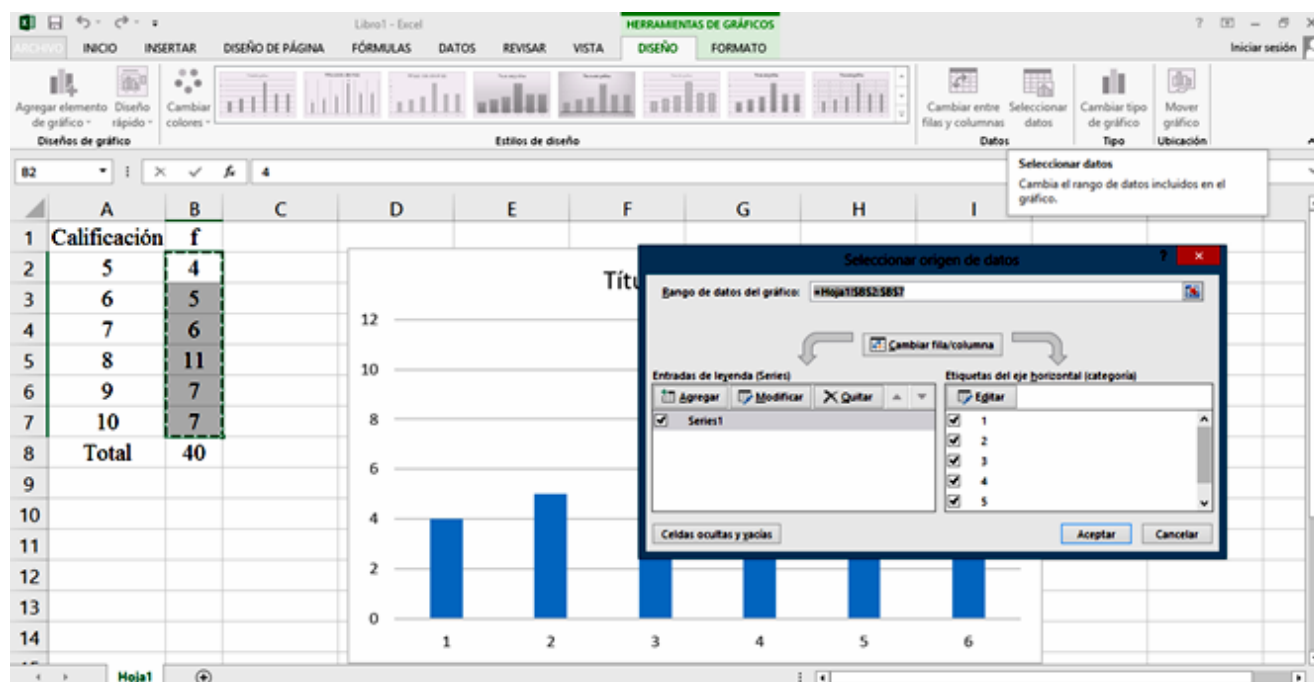 Libro1 - Excel
HERRAMIENTAS DE GRÁFICOS
?
ARCHIVO INICIO INSERTAR DISEÑO DE PÁGINA FÓRMULAS DATOS REVISAR VISTA DISEÑO FORMATO Iniciar sesión
Agregar elemento de gráfico
Diseño rápido
Cambiar colores
Cambiar entre filas y columnas
Seleccionar datos
Cambiar tipo de gráfico
Mover gráfico
Diseños de gráfico Estilos de diseño Datos Tipo Ubicación
Seleccionar datos
Cambia el rango de datos incluidos en el
gráfico.
B2 fx 4
A B C D E F G H I
1 Calificación f
2 5 4
3 6 5
4 7 6
5 8 11
6 9 7
7 10 7
8 Total 40
9
10
11
12
13
14
Títu
12
10
8
6
4
2
0
1 2 3 4 5 6
Seleccionar origen de datos ?
Rango de datos del gráfico: =Hoja1!$B$2:$B$7
Cambiar fila/columna
Entradas de leyenda (Series)
Agregar Modificar Quitar
Series1
Etiquetas del eje horizontal (categoría)
Editar
1
2
3
4
5
Celdas ocultas y vacías Aceptar Cancelar
Hoja1